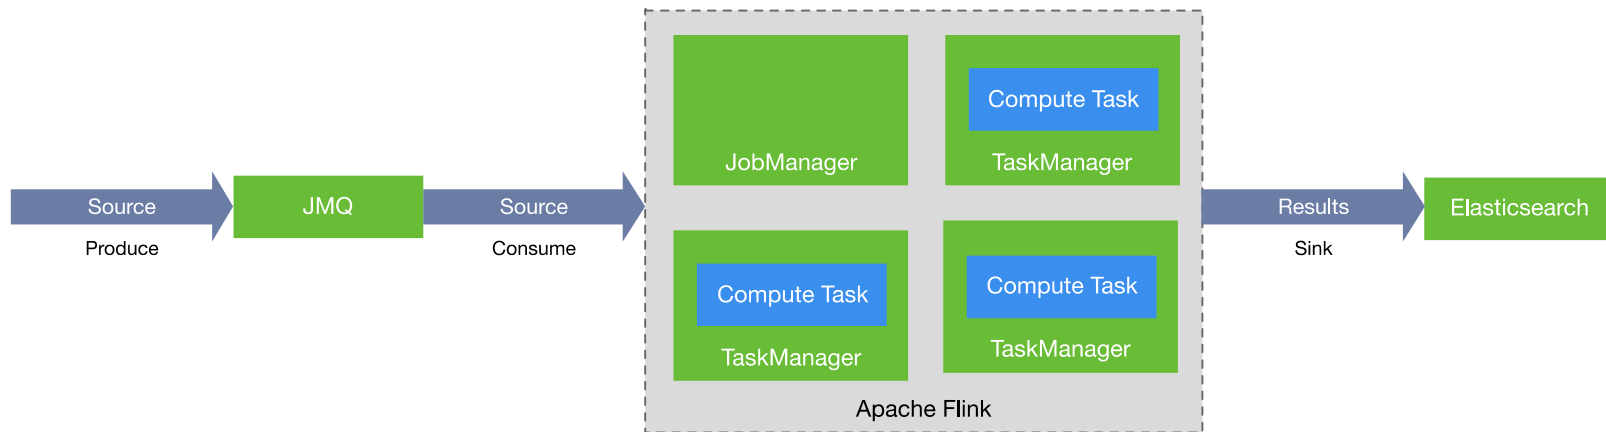 Source
Produce
JMQ
Source
Consume
JobManager
Compute Task
TaskManager
Compute Task
TaskManager
Compute Task
TaskManager
Apache Flink
Results
Sink
Elasticsearch